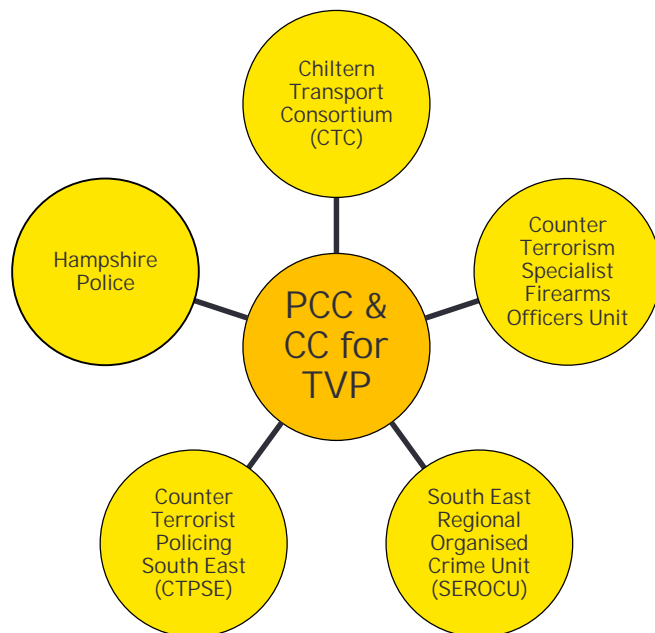 Chiltern
Transport
Consortium
(CTC)
Hampshire
Police
Counter
Terrorism
Specialist
Firearms
Officers Unit
PCC &
CC for
TVP
Counter
Terrorist
Policing
South East
(CTPSE)
South East
Regional
Organised
Crime Unit
(SEROCU)